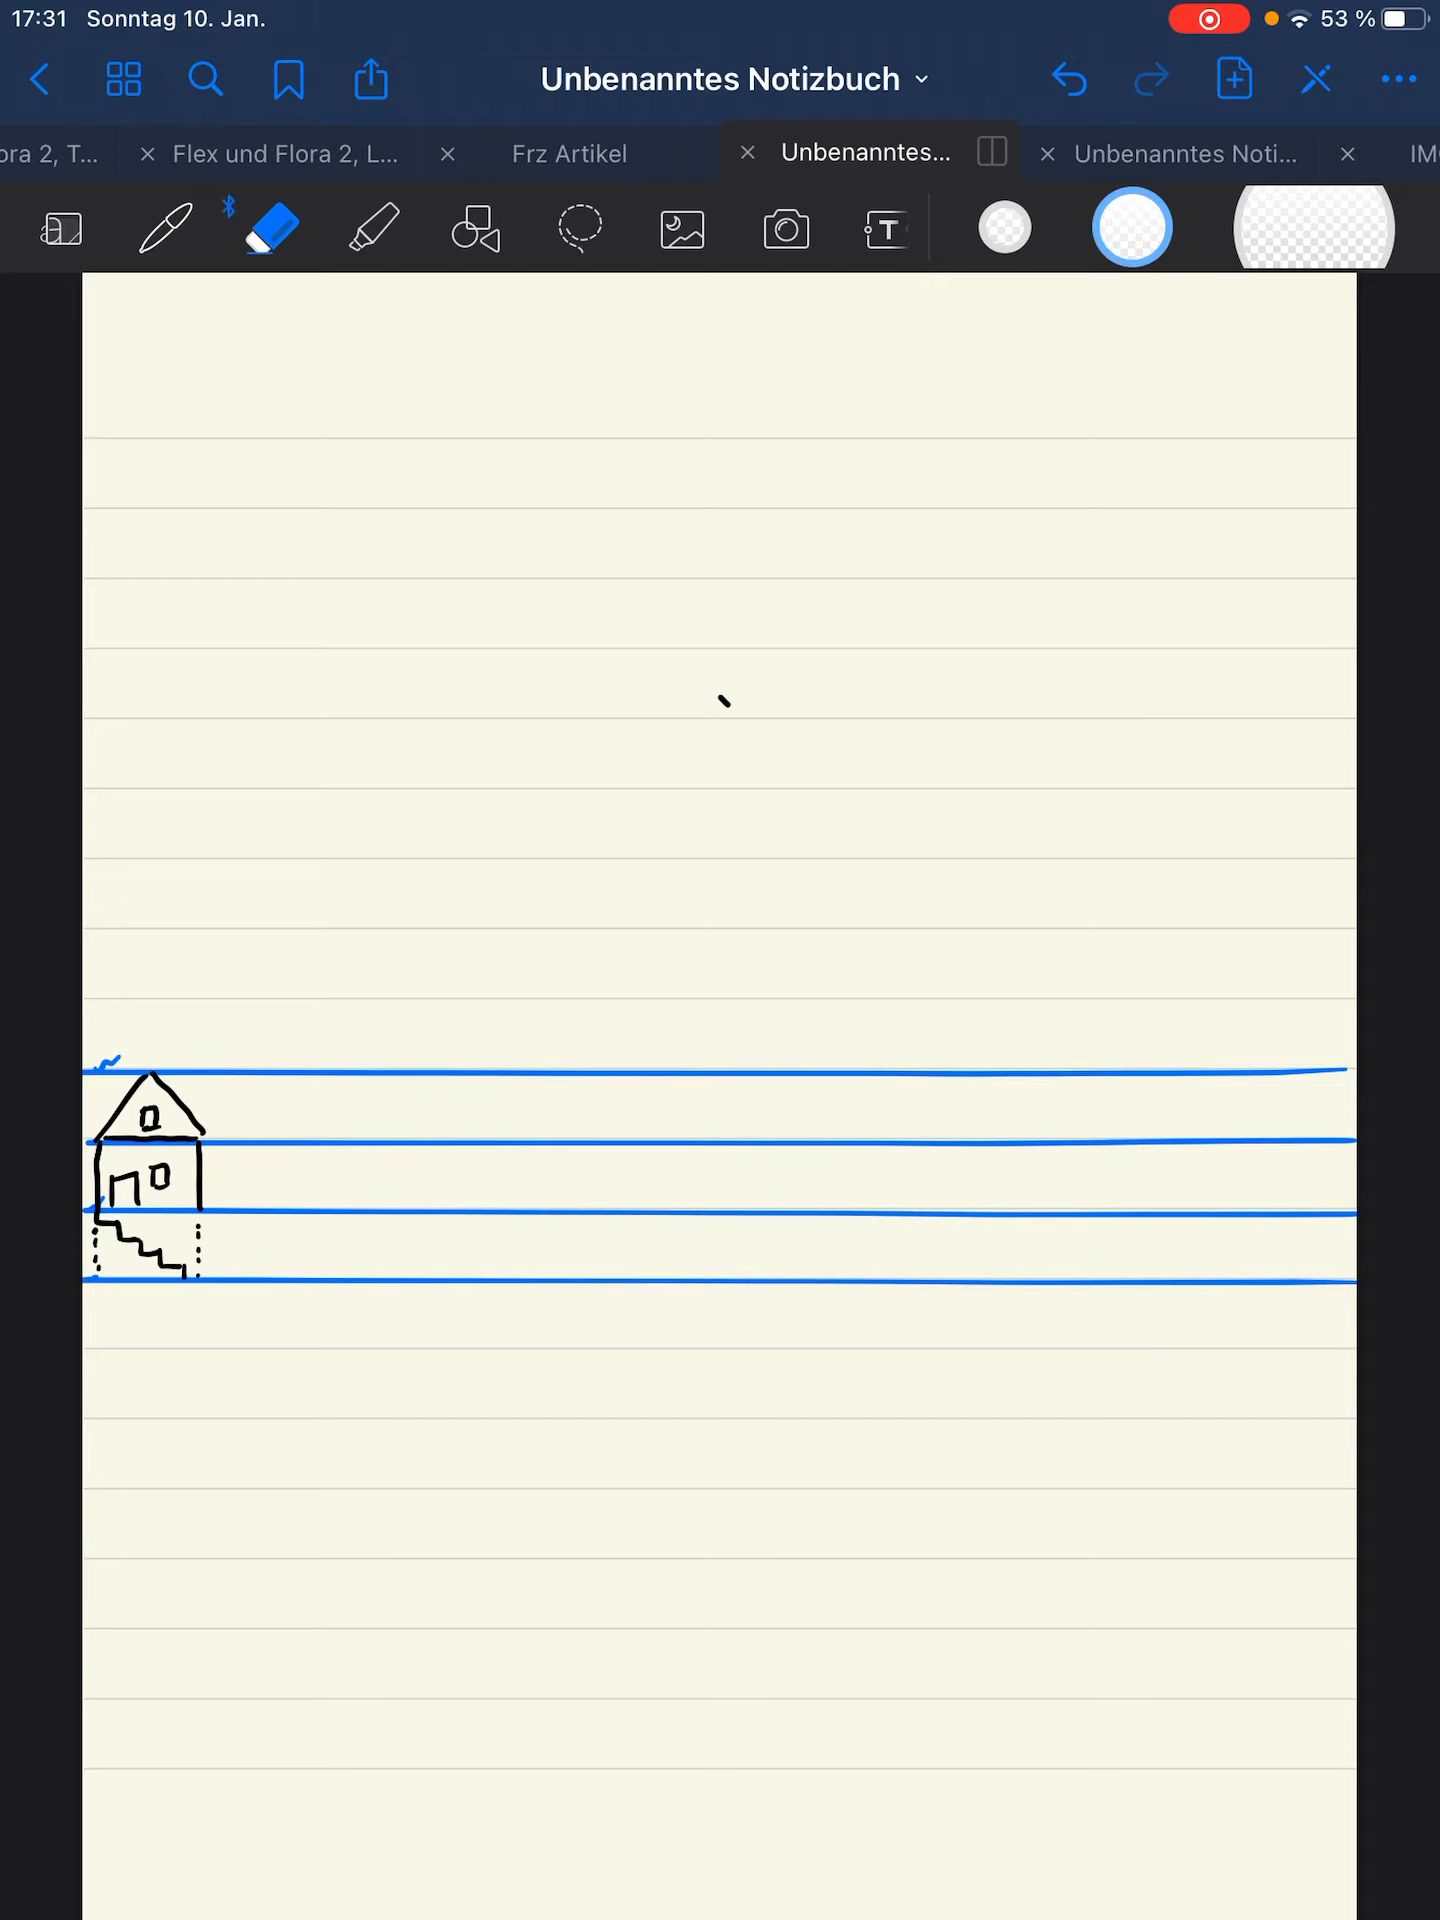 17:31 Sonntag 10. Jan. 53 %
Unbenanntes Notizbuch
ora 2, T... Flex und Flora 2, L... Frz Artikel Unbenanntes... Unbenanntes Noti... IM
T